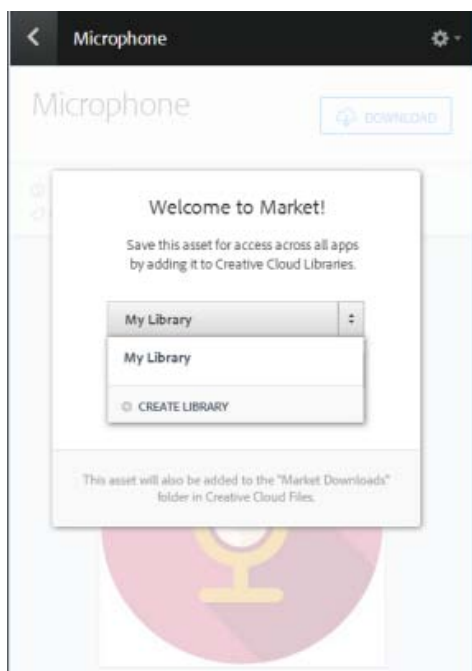 Microphone
Microphone
DOWNLOAD
Welcome to Market!
Save this asset for access across all apps
by adding it to Creative Cloud Libraries.
My Library
My Library
CREATE LIBRARY
This asset will also be added to the "Market Downloads"
folder in Creative Cloud Files.